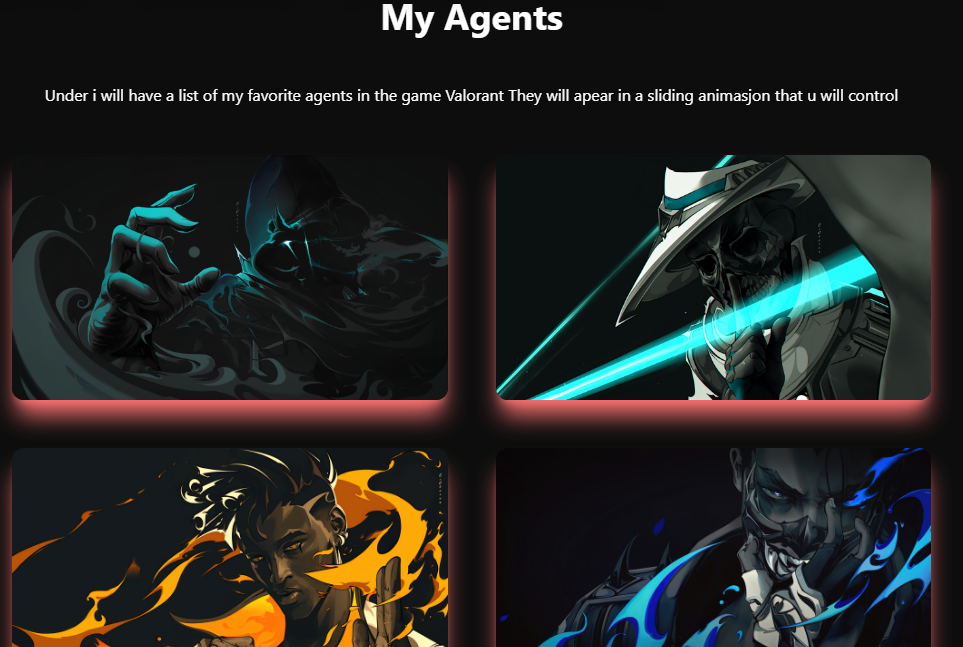 My Agents
Under i will have a list of my favorite agents in the game Valorant They will apear in a sliding animasjon that u will control